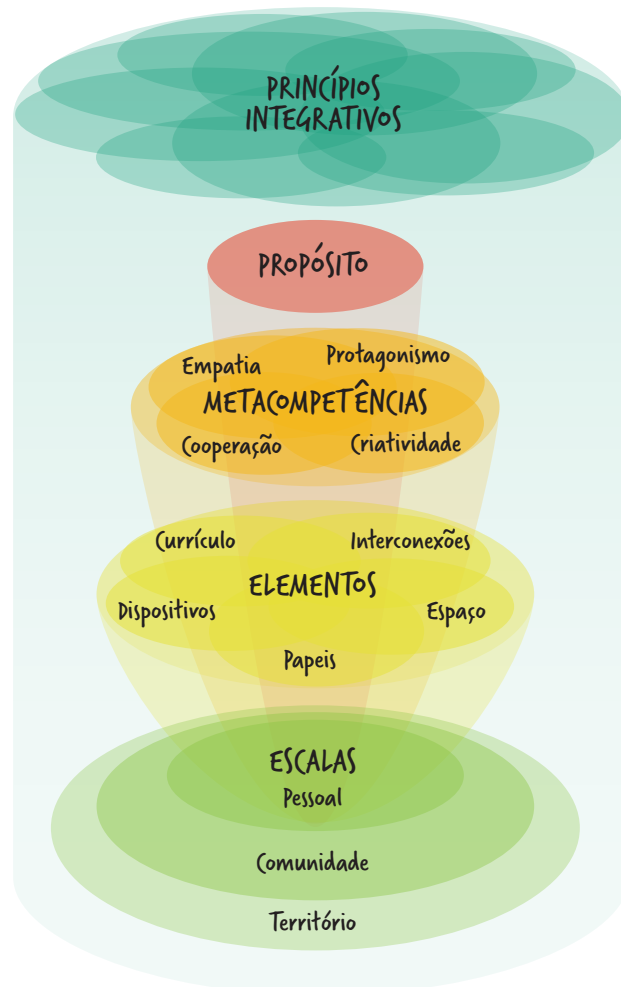 PRINCÍPIOS
INTEGRATIVOS
PROPÓSITO
Empatia
Protagonismo
METACOMPETÊNCIAS
Cooperação
Criatividade
Currículo
Interconexões
ELEMENTOS
Dispositivos
Espaço
Papeis
ESCALAS
Pessoal
Comunidade
Território